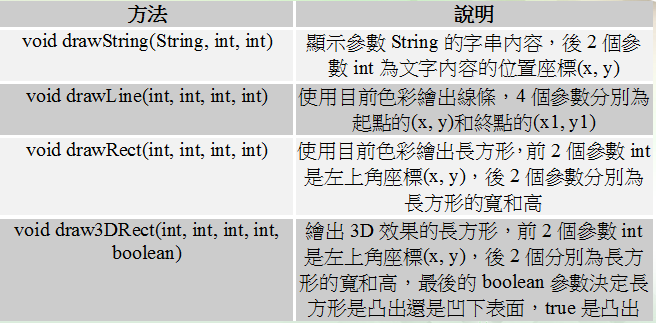 方法 說明
void drawString(String, int, int) 顯示參數 String 的字串內容，後 2 個參
數 int 為文字內容的位置座標(x, y)
void drawLine(int, int, int, int) 使用目前色彩繪出線條，4 個參數分別為
起點的(x, y)和終點的(x1, y1)
void drawRect(int, int, int, int) 使用目前色彩繪出長方形，前 2 個參數 int
是左上角座標(x, y)，後 2 個參數分別為
長方形的寬和高
void draw3DRect(int, int, int, int, 繪出 3D 效果的長方形，前 2 個參數 int
boolean) 是左上角座標(x, y)，後 2 個分別為長方
形的寬和高，最後的 boolean 參數決定長
方形是凸出還是凹下表面，true 是凸出